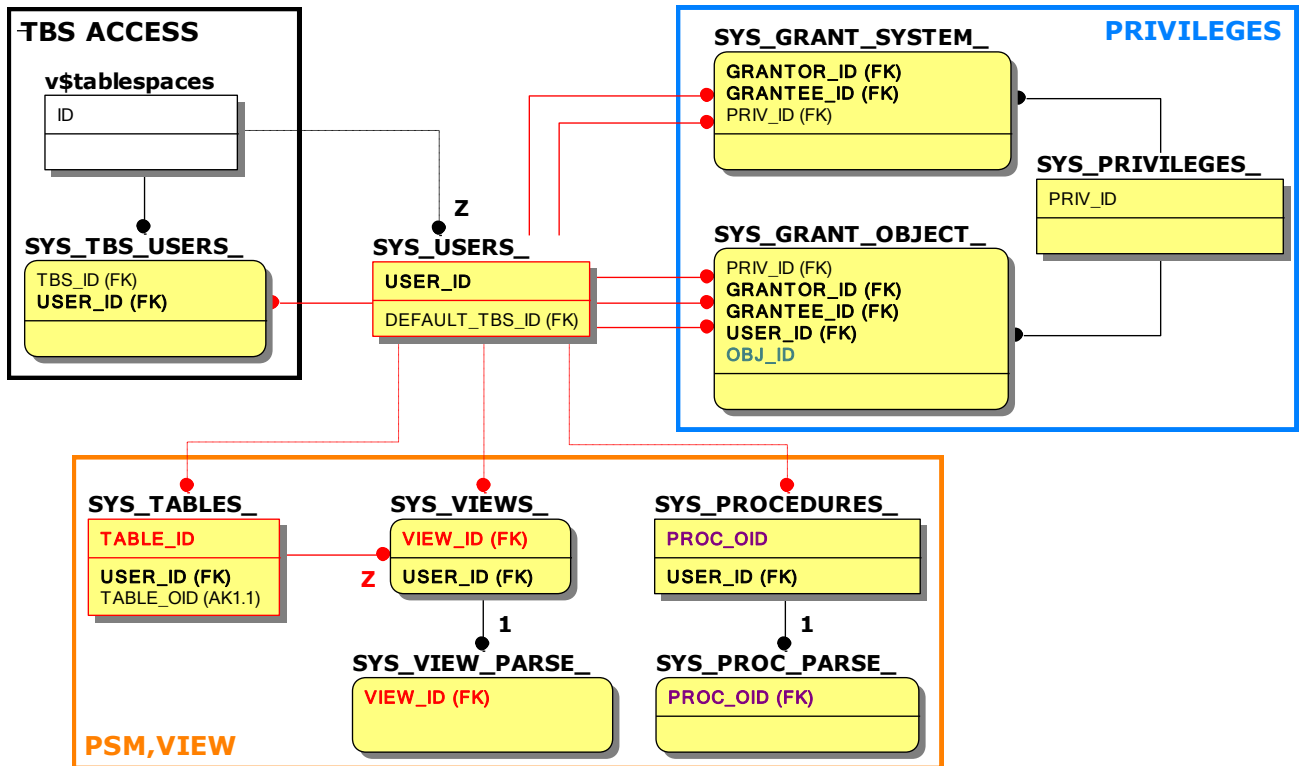 TBS ACCESS
v$tablespaces
ID
Z
SYS_TBS_USERS_
TBS_ID (FK)
USER_ID (FK)
SYS_USERS_
USER_ID
DEFAULT_TBS_ID (FK)
PRIVILEGES
SYS_GRANT_SYSTEM_
GRANTOR_ID (FK)
GRANTEE_ID (FK)
PRIV_ID (FK)
SYS_PRIVILEGES_
PRIV_ID
SYS_GRANT_OBJECT_
PRIV_ID (FK)
GRANTOR_ID (FK)
GRANTEE_ID (FK)
USER_ID (FK)
OBJ_ID
SYS_TABLES_
TABLE_ID
USER_ID (FK)
TABLE_OID (AK1.1)
Z
SYS_VIEWS_
VIEW_ID (FK)
USER_ID (FK)
1
SYS_VIEW_PARSE_
VIEW_ID (FK)
SYS_PROCEDURES_
PROC_OID
USER_ID (FK)
1
SYS_PROC_PARSE_
PROC_OID (FK)
PSM,VIEW